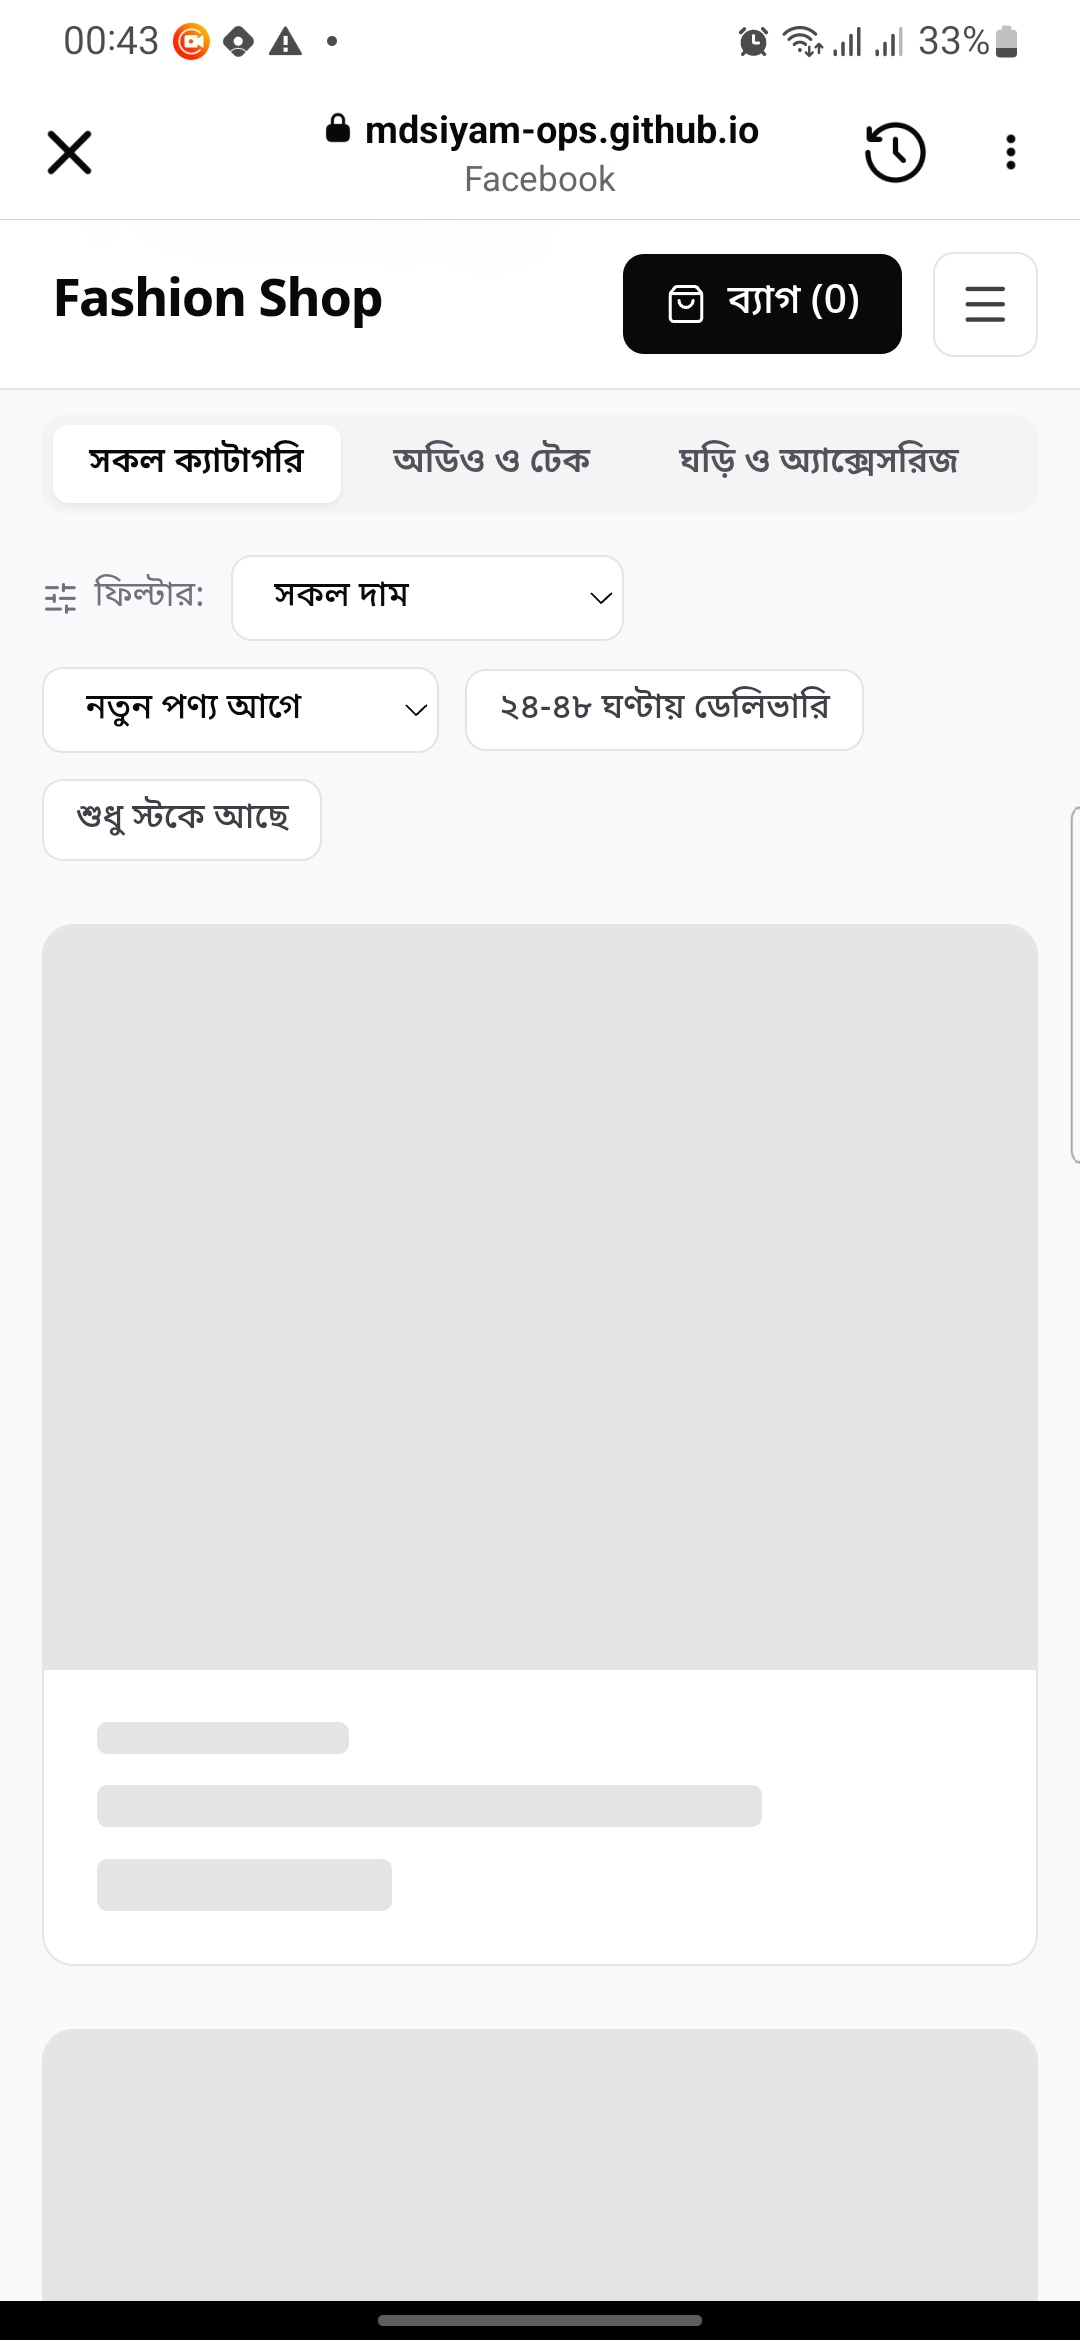 00:43
33%
mdsiyam-ops.github.io
Facebook
Fashion Shop
ব্যাগ (0)
সকল ক্যাটাগরি অডিও ও টেক ঘড়ি ও অ্যাক্সেসরিজ
ফিল্টার: সকল দাম
নতুন পণ্য আগে ২৪-৪৮ ঘণ্টায় ডেলিভারি
শুধু স্টকে আছে